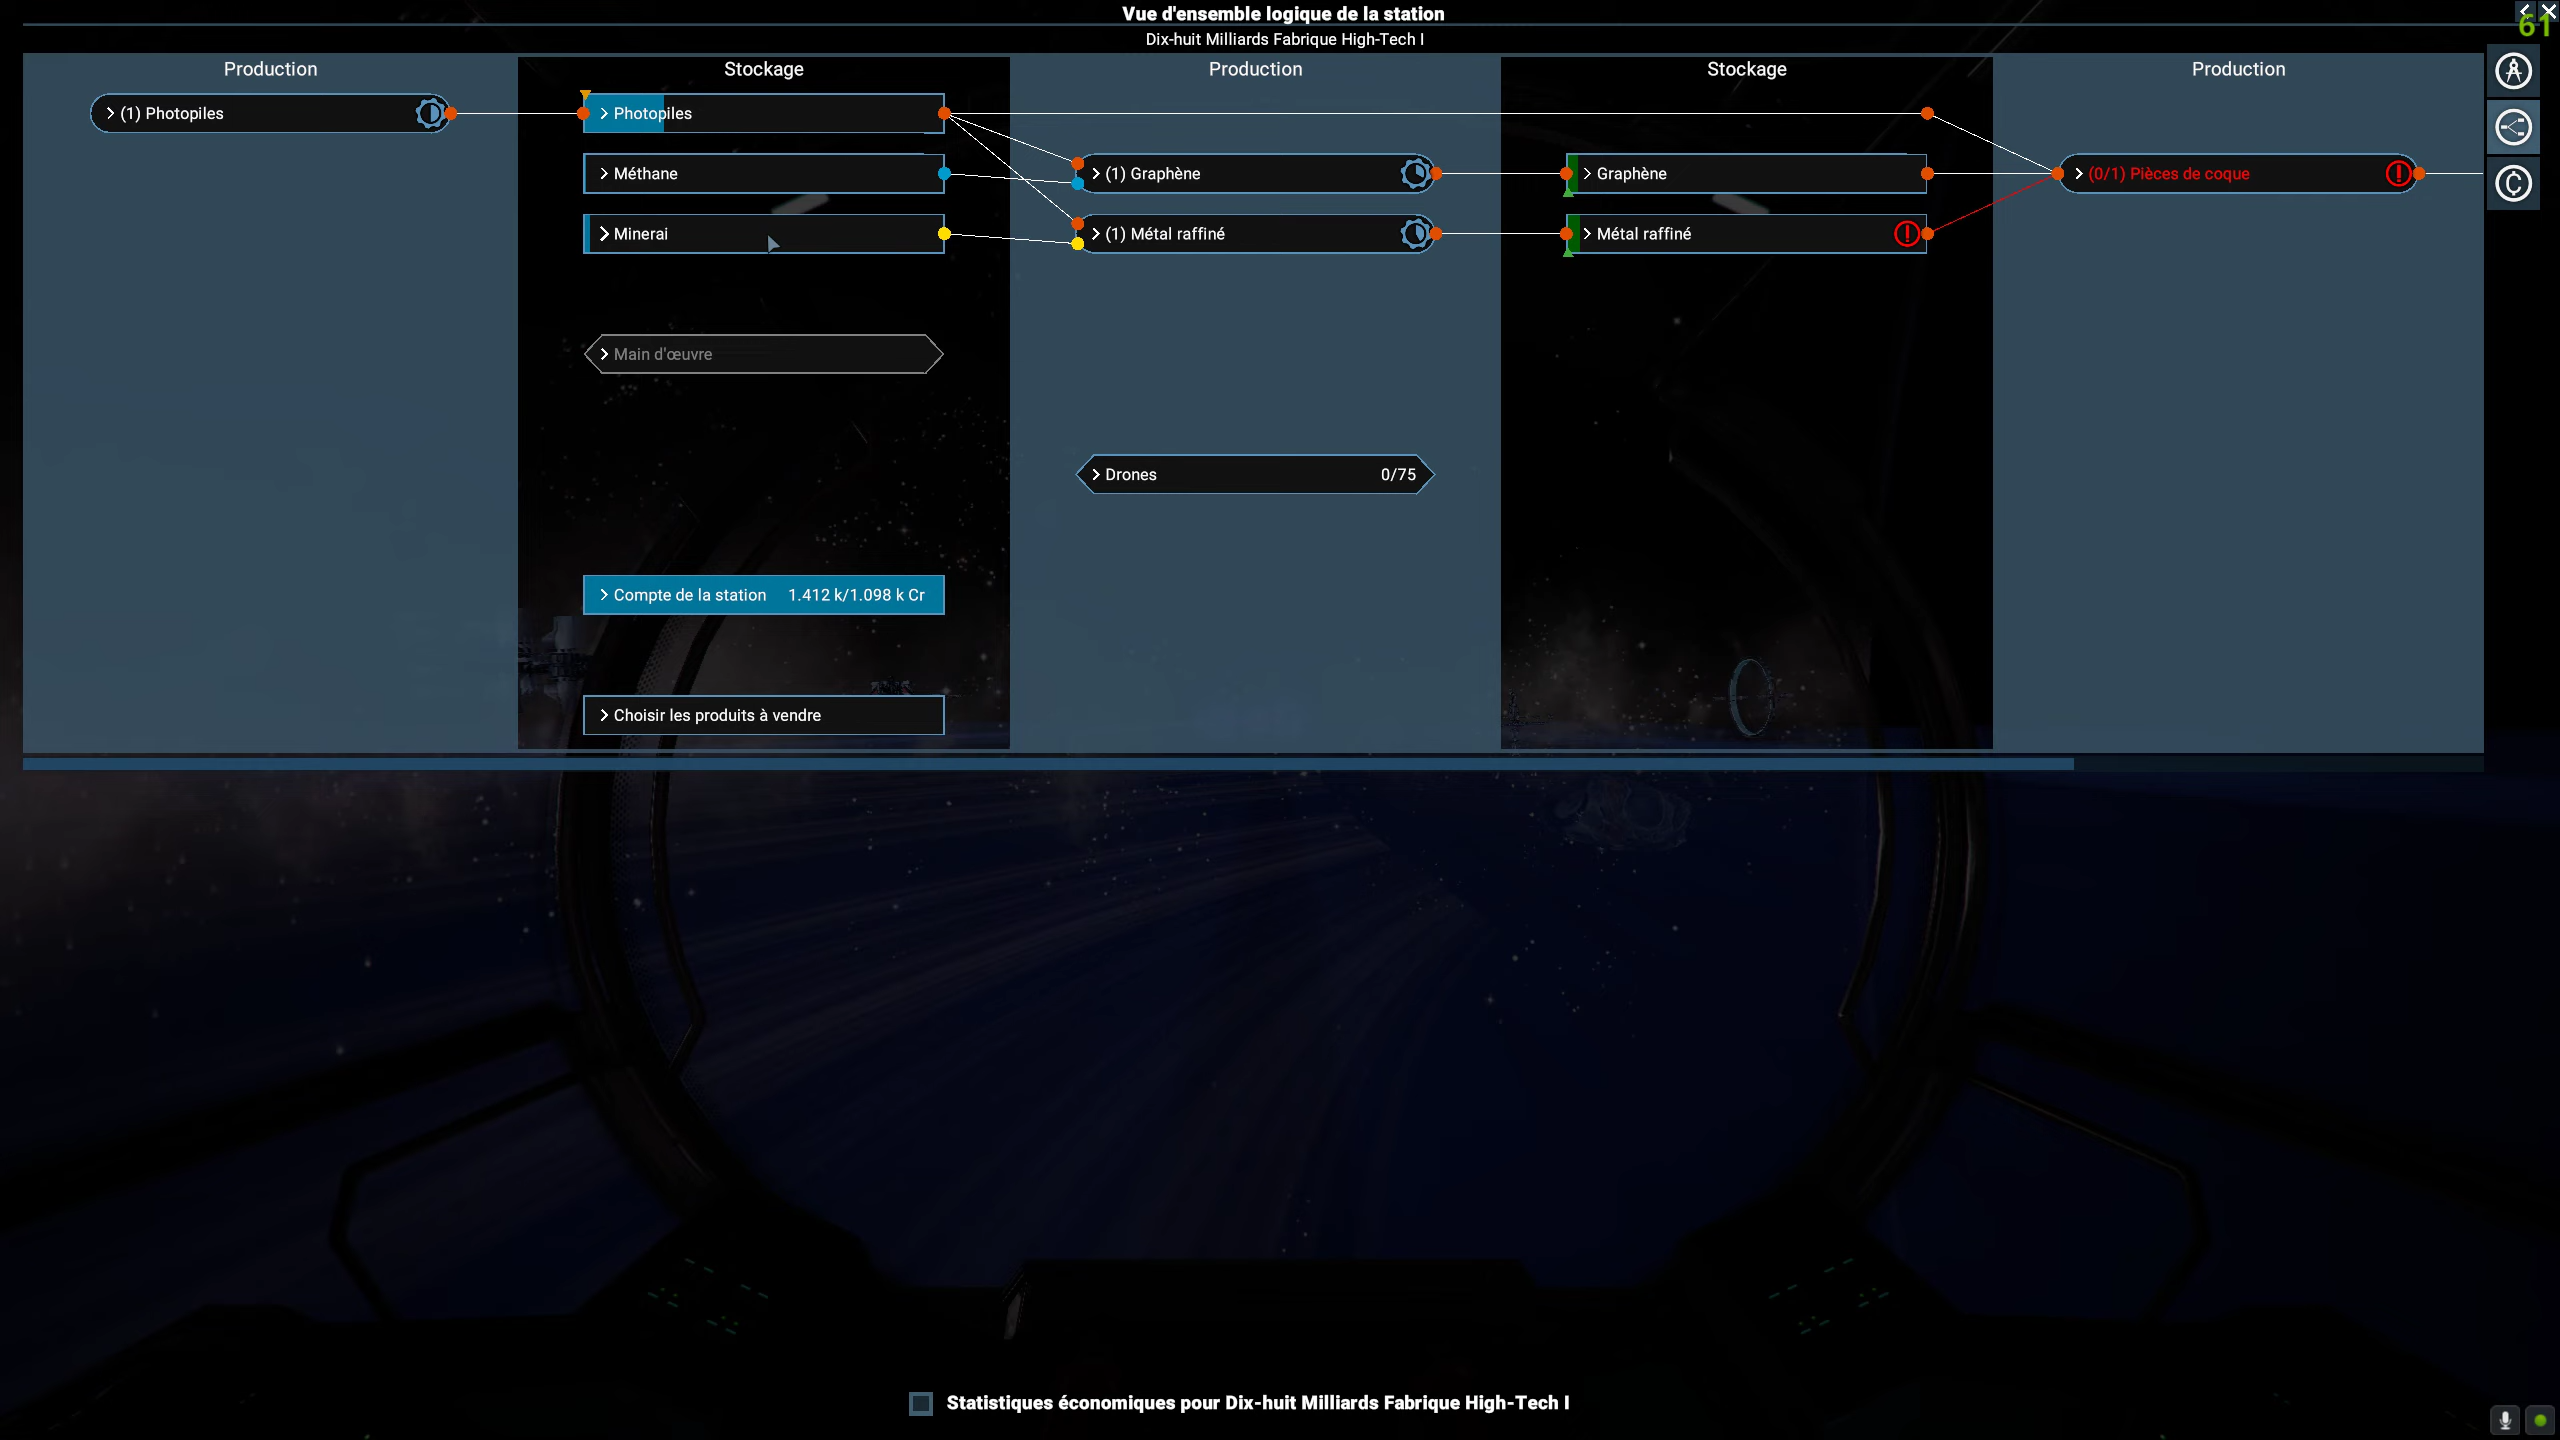 Vue d'ensemble logique de la station
61
Dix-huit Milliards Fabrique High-Tech I
Production
Stockage
Production
Stockage
Production
(1) Photopiles
Photopiles
Méthane
(1) Graphène
Graphène
(0/1) Pièces de coque
Minerai
(1) Métal raffiné
Métal raffiné
Main d'œuvre
Drones 0/75
Compte de la station 1.412 k/1.098 k Cr
Choisir les produits à vendre
Statistiques économiques pour Dix-huit Milliards Fabrique High-Tech I